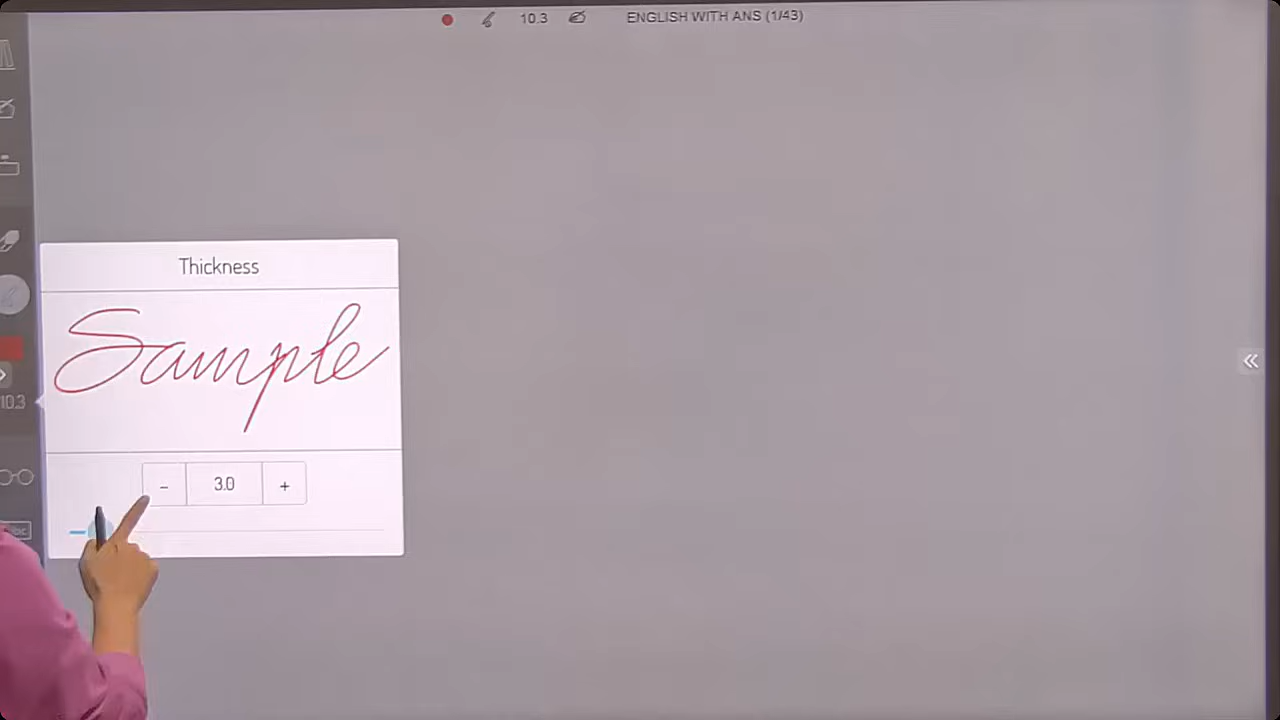 10.3 ENGLISH WITH ANS (1/43)
Thickness
Sample
10.3
- 3.0 +